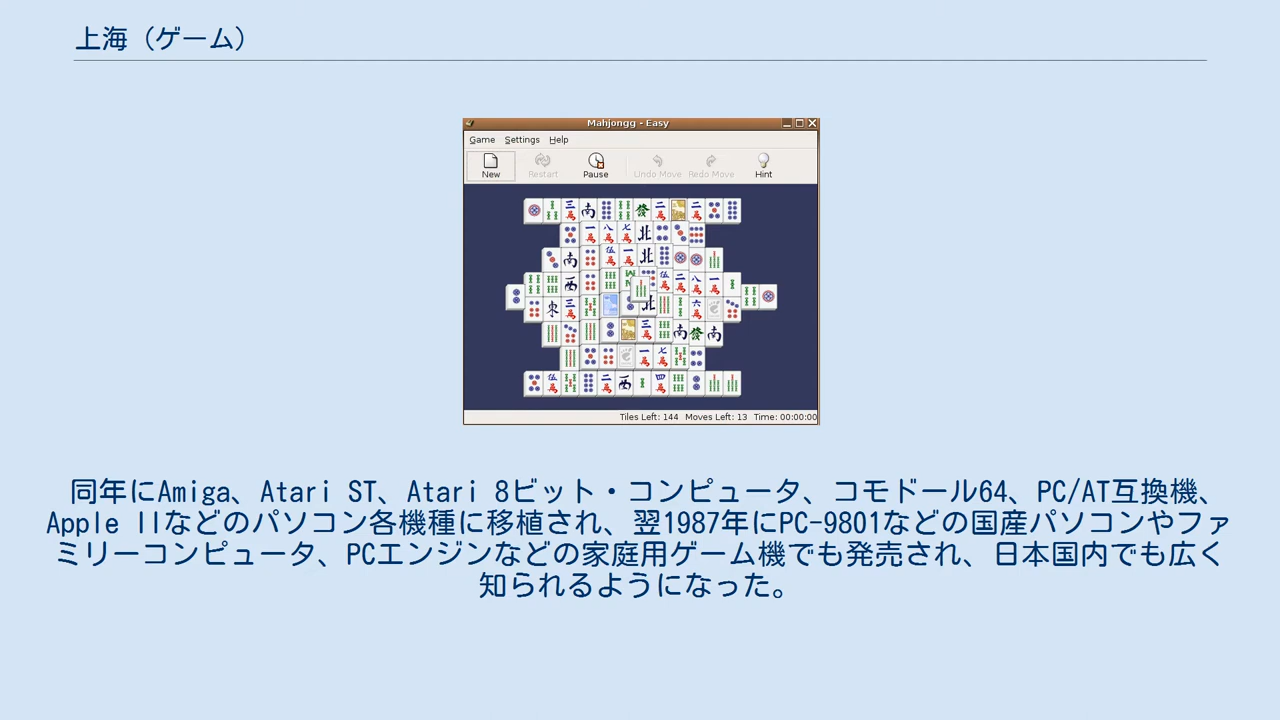 上海（ゲーム）
Mahjongg - Easy
Game Settings Help
New Restart Pause Undo Move Redo Move Hint
Tiles Left: 144 Moves Left: 13 Time: 00:00:00
同年にAmiga、Atari ST、Atari 8ビット・コンピュータ、コモドール64、PC/AT互換機、
Apple IIなどのパソコン各機種に移植され、翌1987年にPC-9801などの国産パソコンやファ
ミリーコンピュータ、PCエンジンなどの家庭用ゲーム機でも発売され、日本国内でも広く
知られるようになった。